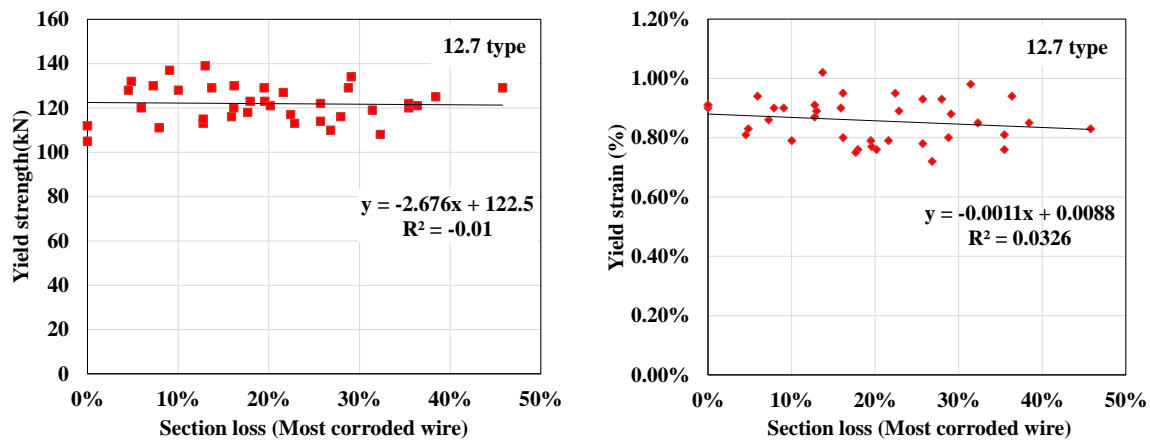 160
140
120
100
80
60
40
20
0
Yield strength(kN)
12.7 type
y = -2.676x + 122.5
R² = -0.01
0% 10% 20% 30% 40% 50%
Section loss (Most corroded wire)
1.20%
1.00%
0.80%
0.60%
0.40%
0.20%
0.00%
Yield strain (%)
12.7 type
y = -0.0011x + 0.0088
R² = 0.0326
0% 10% 20% 30% 40% 50%
Section loss (Most corroded wire)